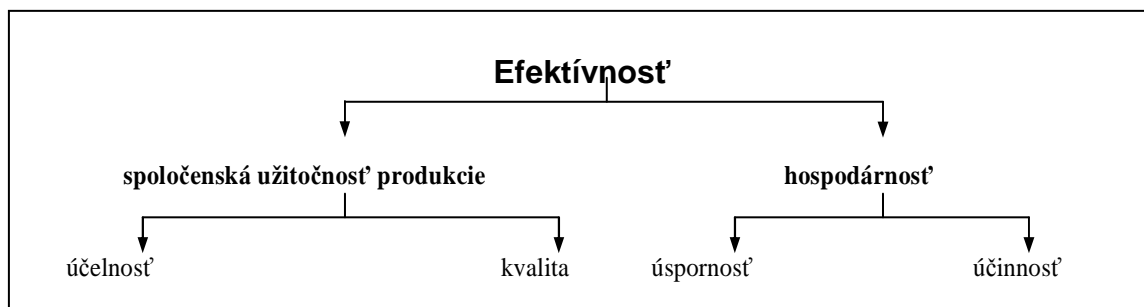 Efektívnosť
spoločenská užitočnosť produkcie hospodárnosť
účelnosť kvalita úspornosť účinnosť